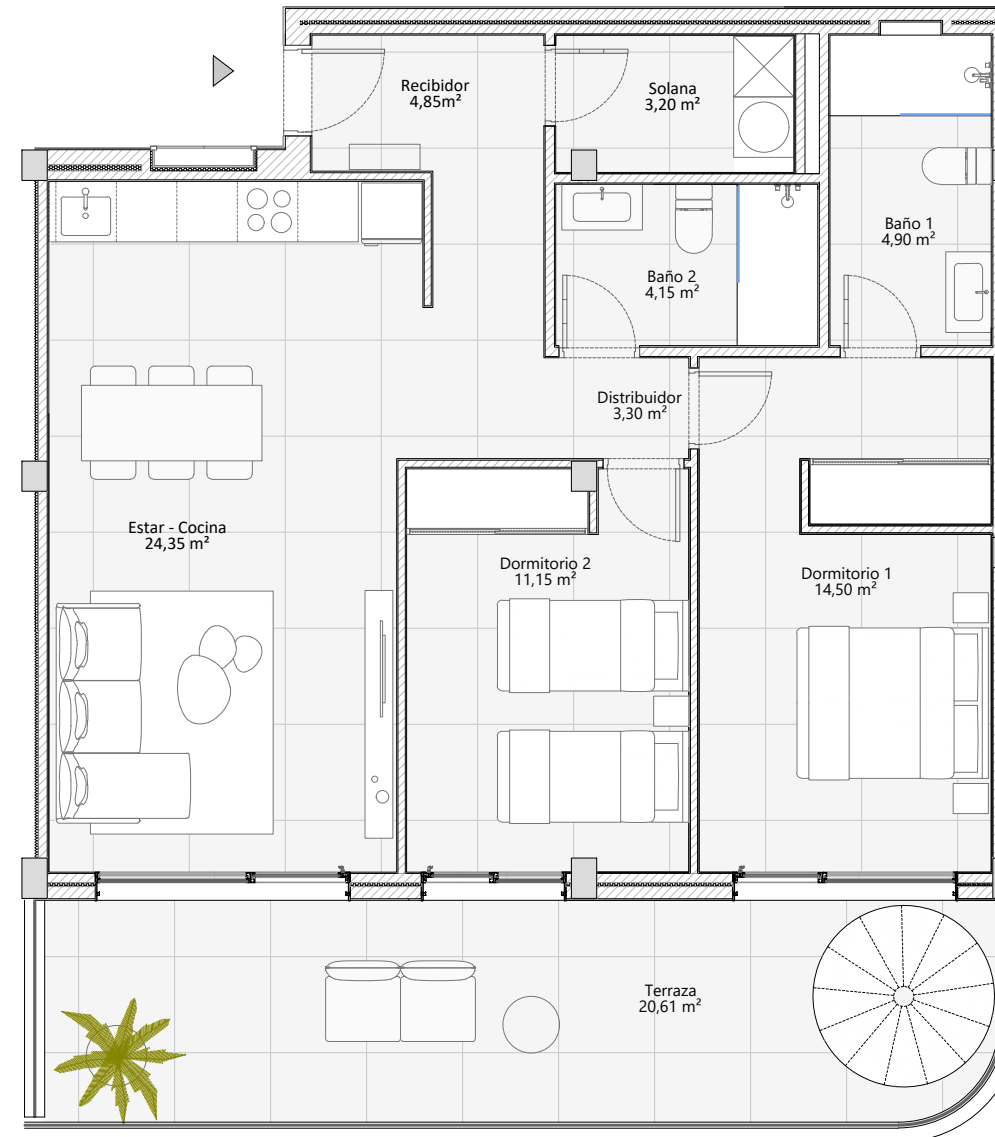 Recibidor
4,85m²
Solana
3,20 m²
Baño 1
4,90 m²
Baño 2
4,15 m²
Distribuidor
3,30 m²
Estar - Cocina
24,35 m²
Dormitorio 2
11,15 m²
Dormitorio 1
14,50 m²
Terraza
20,61 m²